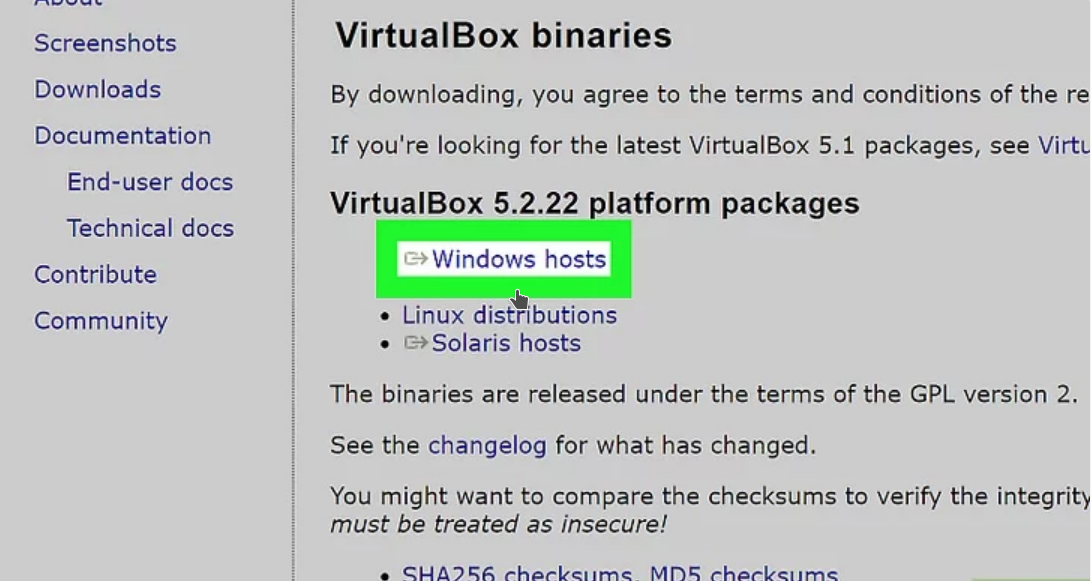 About
Screenshots
Downloads
Documentation
End-user docs
Technical docs
Contribute
Community
VirtualBox binaries
By downloading, you agree to the terms and conditions of the re
If you're looking for the latest VirtualBox 5.1 packages, see Virtu
VirtualBox 5.2.22 platform packages
Windows hosts
Linux distributions
Solaris hosts
The binaries are released under the terms of the GPL version 2.
See the changelog for what has changed.
You might want to compare the checksums to verify the integrity
must be treated as insecure!
SHA256 checksums, MD5 checksums